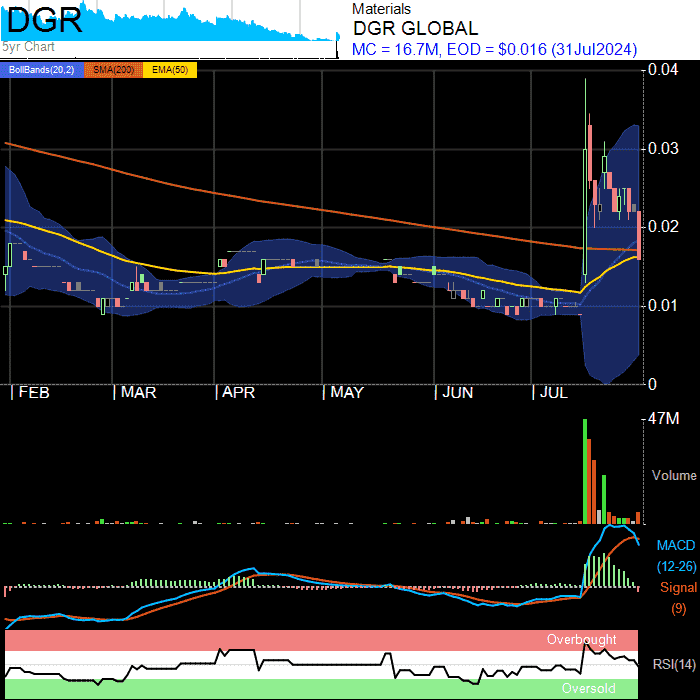 DGR
5yr Chart
Materials
DGR GLOBAL
MC = 16.7M, EOD = $0.016 (31Jul2024)
BollBands(20,2) SMA(200) EMA(50)
0.04
0.03
0.02
0.01
0
FEB MAR APR MAY JUN JUL
47M
Volume
MACD
(12-26)
Signal
(9)
Overbought
RSI(14)
Oversold